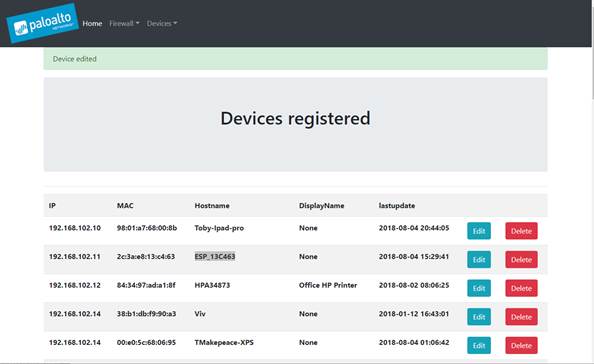 paloalto
Home Firewall Devices
Device edited
Devices registered
IP MAC Hostname DisplayName lastupdate
192.168.102.10 98:01:a7:68:00:8b Toby-Ipad-pro None 2018-08-04 20:44:05 Edit Delete
192.168.102.11 2c:3a:e8:13:c4:63 ESP_13C463 None 2018-08-04 15:29:41 Edit Delete
192.168.102.12 84:34:97:ad:a1:8f HPA34873 Office HP Printer 2018-08-02 08:06:25 Edit Delete
192.168.102.14 38:b1:db:f9:90:a3 Viv None 2018-01-12 16:43:01 Edit Delete
192.168.102.14 00:e0:5c:68:06:95 TMakepeace-XPS None 2018-08-04 01:06:42 Edit Delete